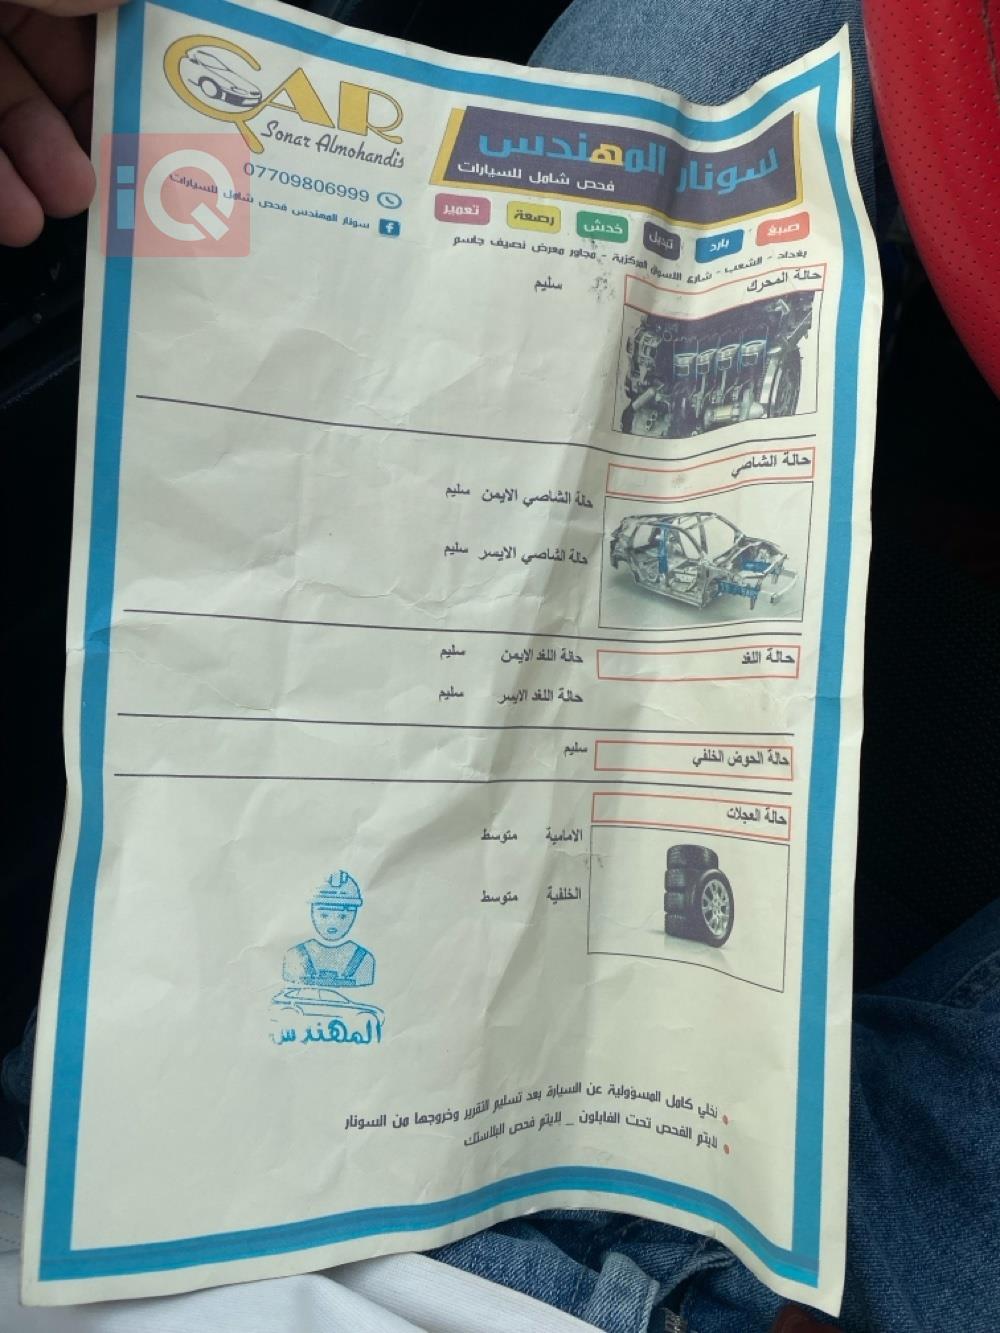 CAR
Sonar Almohandis
07709806999
سونار المهندس فحص شامل للسيارات
iQ
سونار المهندس
فحص شامل للسيارات
صبغ بارد تبديل خدش رصعة تعمير
بغداد - الشعب - شارع الاسواق المركزية - مجاور معرض نصيف جاسم
حالة المحرك سليم
حالة الشاصي
حالة الشاصي الايمن سليم
حالة الشاصي الايسر سليم
حالة اللغد حالة اللغد الايمن سليم
حالة اللغد الايسر سليم
حالة الحوض الخلفي سليم
حالة العجلات
الامامية متوسط
الخلفية متوسط
المهندس
• نخلي كامل المسؤولية عن السيارة بعد تسليم التقرير وخروجها من السونار
• لايتم الفحص تحت الفايلون _ لايتم فحص البلاستك